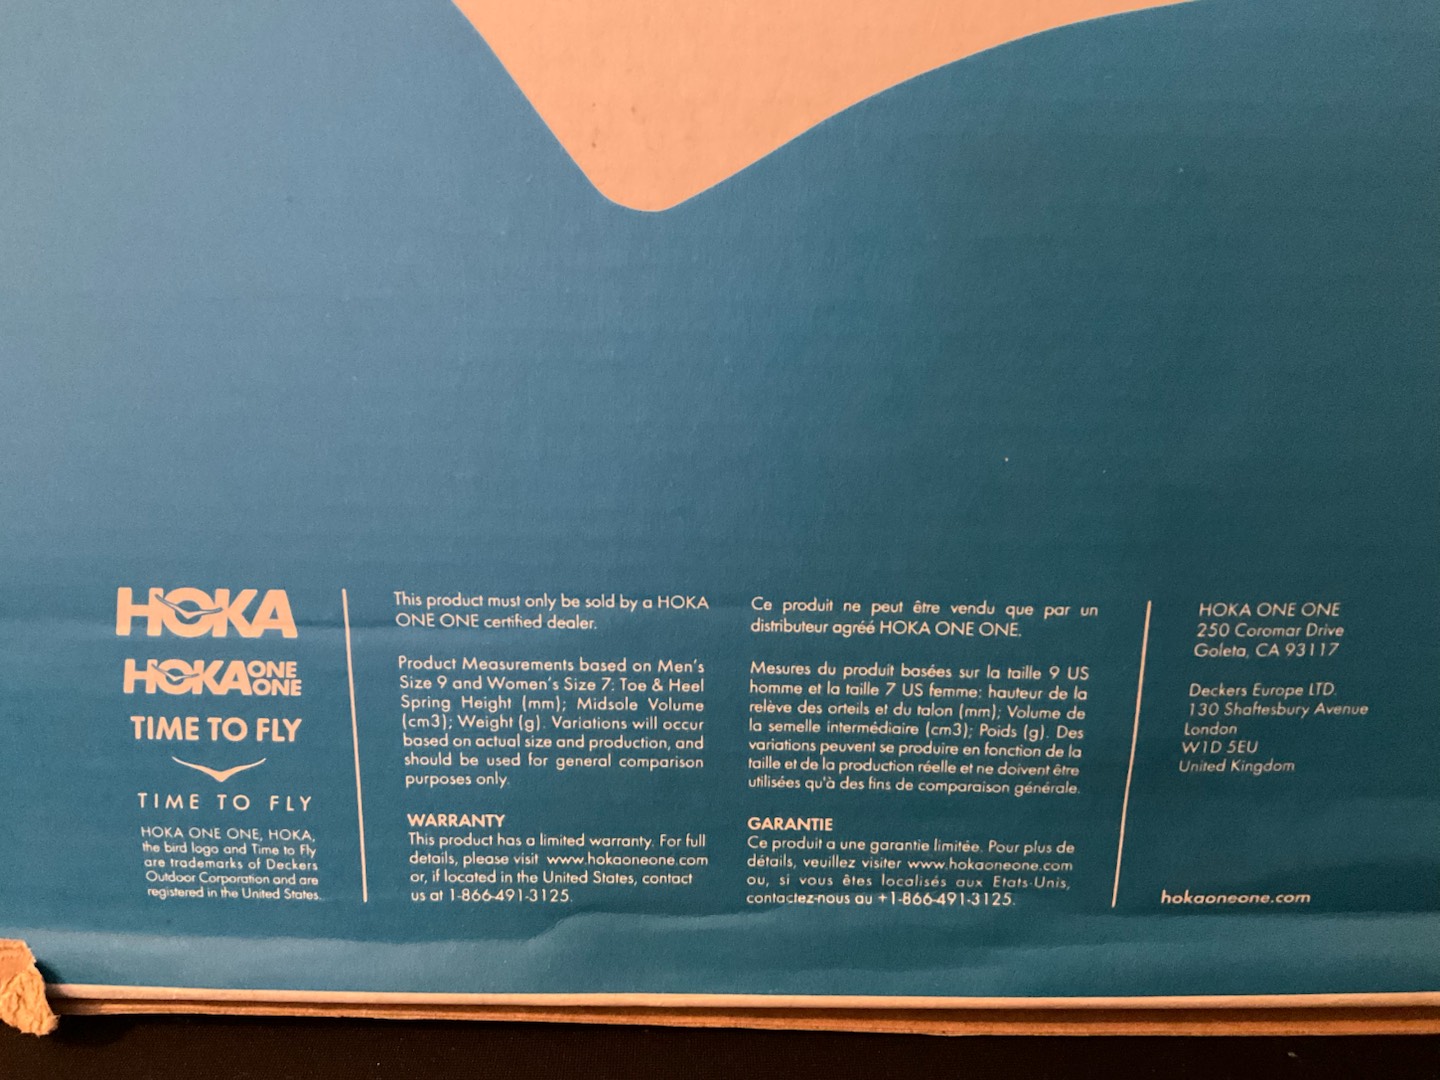 HOKA
HOKA ONE ONE
TIME TO FLY
TIME TO FLY
HOKA ONE ONE, HOKA,
the bird logo and Time to Fly
are trademarks of Deckers
Outdoor Corporation and are
registered in the United States.
This product must only be sold by a HOKA
ONE ONE certified dealer.
Product Measurements based on Men's
Size 9 and Women's Size 7: Toe & Heel
Spring Height (mm); Midsole Volume
(cm3); Weight (g). Variations will occur
based on actual size and production, and
should be used for general comparison
purposes only.
WARRANTY
This product has a limited warranty. For full
details, please visit www.hokaoneone.com
or, if located in the United States, contact
us at 1-866-491-3125.
Ce produit ne peut être vendu que par un
distributeur agréé HOKA ONE ONE.
Mesures du produit basées sur la taille 9 US
homme et la taille 7 US femme: hauteur de la
relève des orteils et du talon (mm); Volume de
la semelle intermédiaire (cm3); Poids (g). Des
variations peuvent se produire en fonction de la
taille et de la production réelle et ne doivent être
utilisées qu'à des fins de comparaison générale.
GARANTIE
Ce produit a une garantie limitée. Pour plus de
détails, veuillez visiter www.hokaoneone.com
ou, si vous êtes localisés aux Etats-Unis,
contactez-nous au +1-866-491-3125.
HOKA ONE ONE
250 Coromar Drive
Goleta, CA 93117
Deckers Europe LTD.
130 Shaftesbury Avenue
London
W1D 5EU
United Kingdom
hokaoneone.com